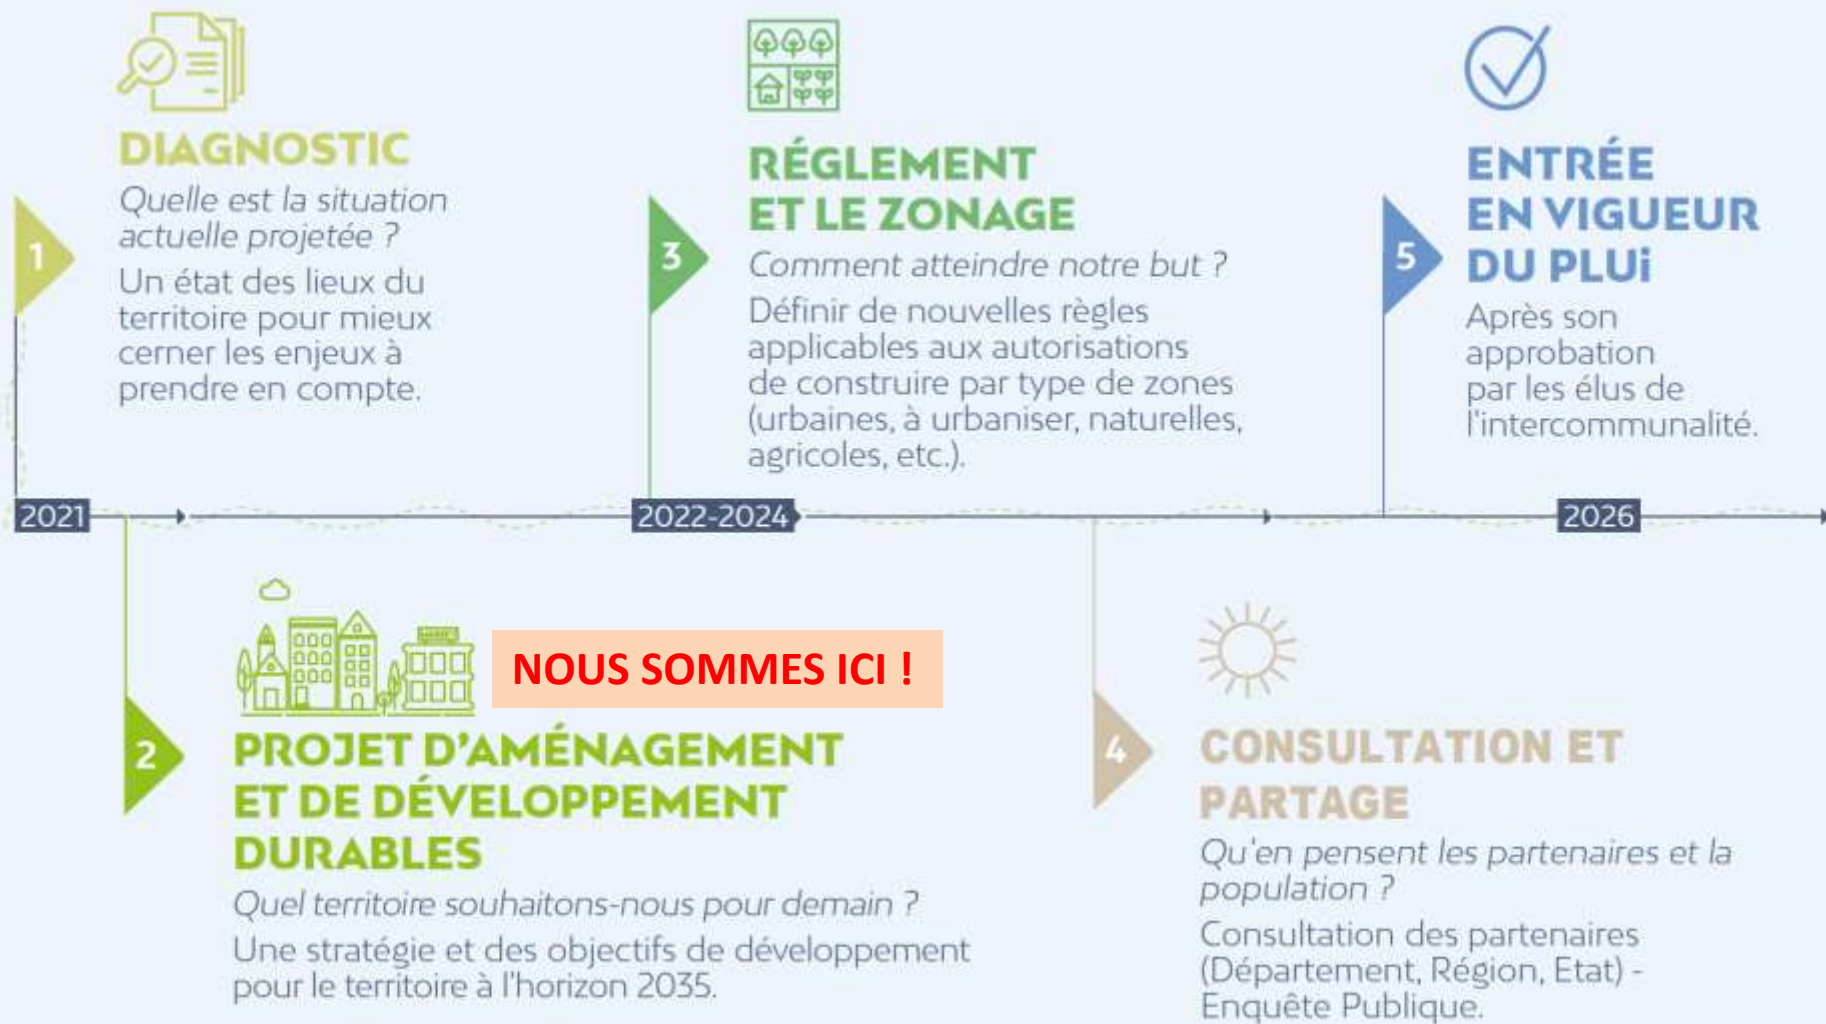 DIAGNOSTIC
Quelle est la situation
actuelle projetée ?
Un état des lieux du
territoire pour mieux
cerner les enjeux à
prendre en compte.
1
RÉGLEMENT
ET LE ZONAGE
Comment atteindre notre but ?
Définir de nouvelles règles
applicables aux autorisations
de construire par type de zones
(urbaines, à urbaniser, naturelles,
agricoles, etc.).
3
ENTRÉE
EN VIGUEUR
DU PLUi
Après son
approbation
par les élus de
l'intercommunalité.
5
2021
2022-2024
2026
NOUS SOMMES ICI !
2
PROJET D'AMÉNAGEMENT
ET DE DÉVELOPPEMENT
DURABLES
Quel territoire souhaitons-nous pour demain ?
Une stratégie et des objectifs de développement
pour le territoire à l'horizon 2035.
4
CONSULTATION ET
PARTAGE
Qu'en pensent les partenaires et la
population ?
Consultation des partenaires
(Département, Région, Etat) -
Enquête Publique.